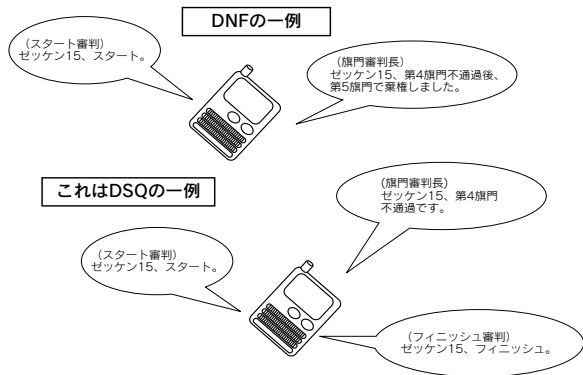 DNFの一例
(スタート審判)
ゼッケン15、スタート。
(旗門審判長)
ゼッケン15、第4旗門不通過後、
第5旗門で棄権しました。
これはDSQの一例
(旗門審判長)
ゼッケン15、第4旗門
不通過です。
(スタート審判)
ゼッケン15、スタート。
(フィニッシュ審判)
ゼッケン15、フィニッシュ。